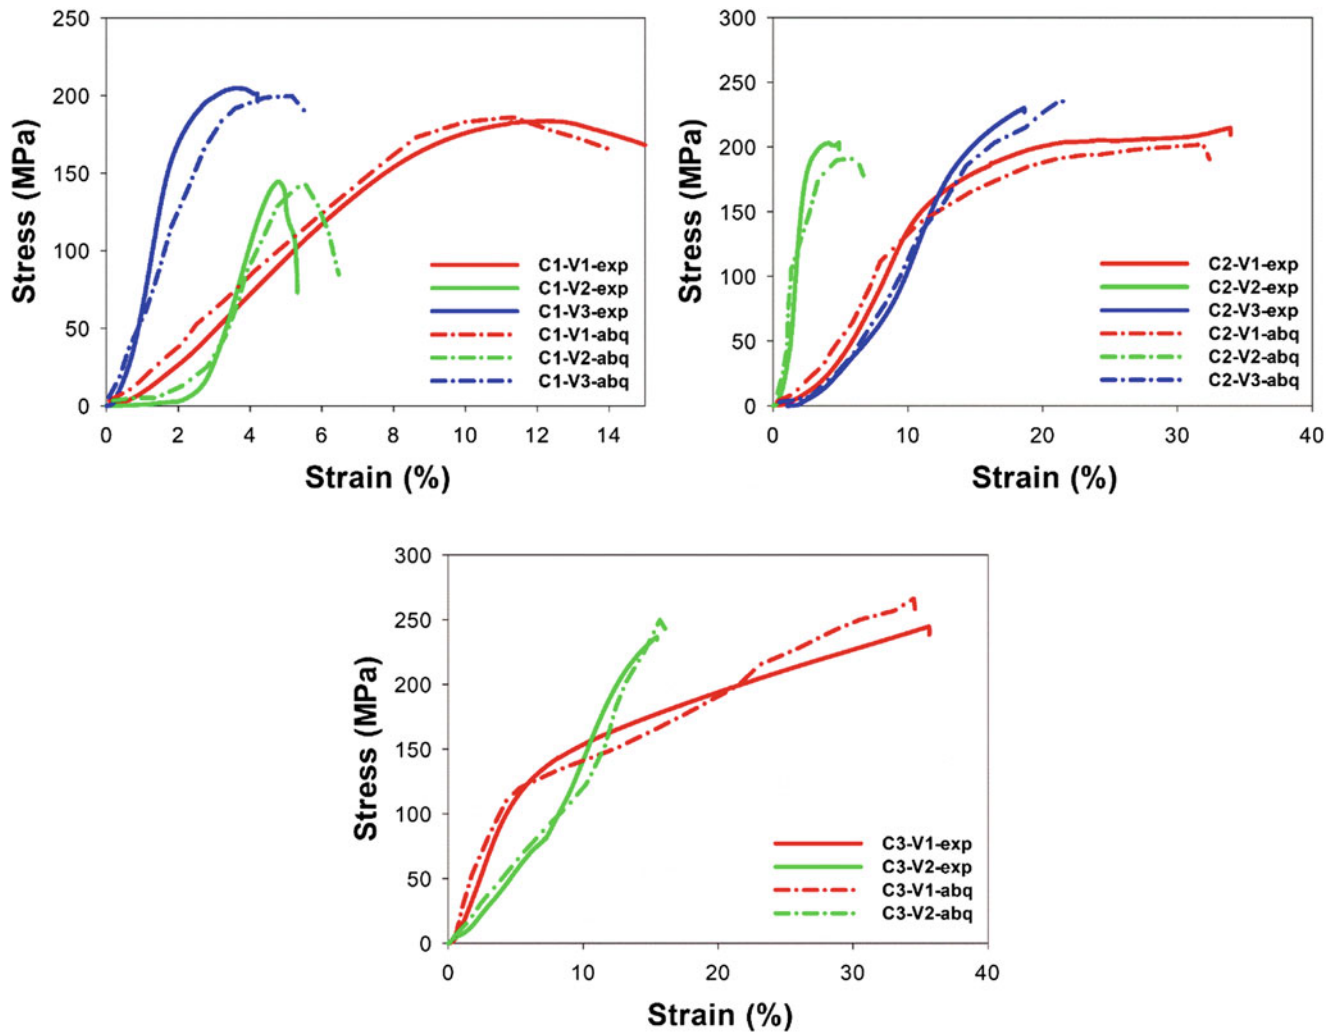 250
200
150
100
50
0
Stress (MPa)
C1-V1-exp
C1-V2-exp
C1-V3-exp
C1-V1-abq
C1-V2-abq
C1-V3-abq
0 2 4 6 8 10 12 14
Strain (%)
300
250
200
150
100
50
0
Stress (MPa)
C2-V1-exp
C2-V2-exp
C2-V3-exp
C2-V1-abq
C2-V2-abq
C2-V3-abq
0 10 20 30 40
Strain (%)
300
250
200
150
100
50
0
Stress (MPa)
C3-V1-exp
C3-V2-exp
C3-V1-abq
C3-V2-abq
0 10 20 30 40
Strain (%)